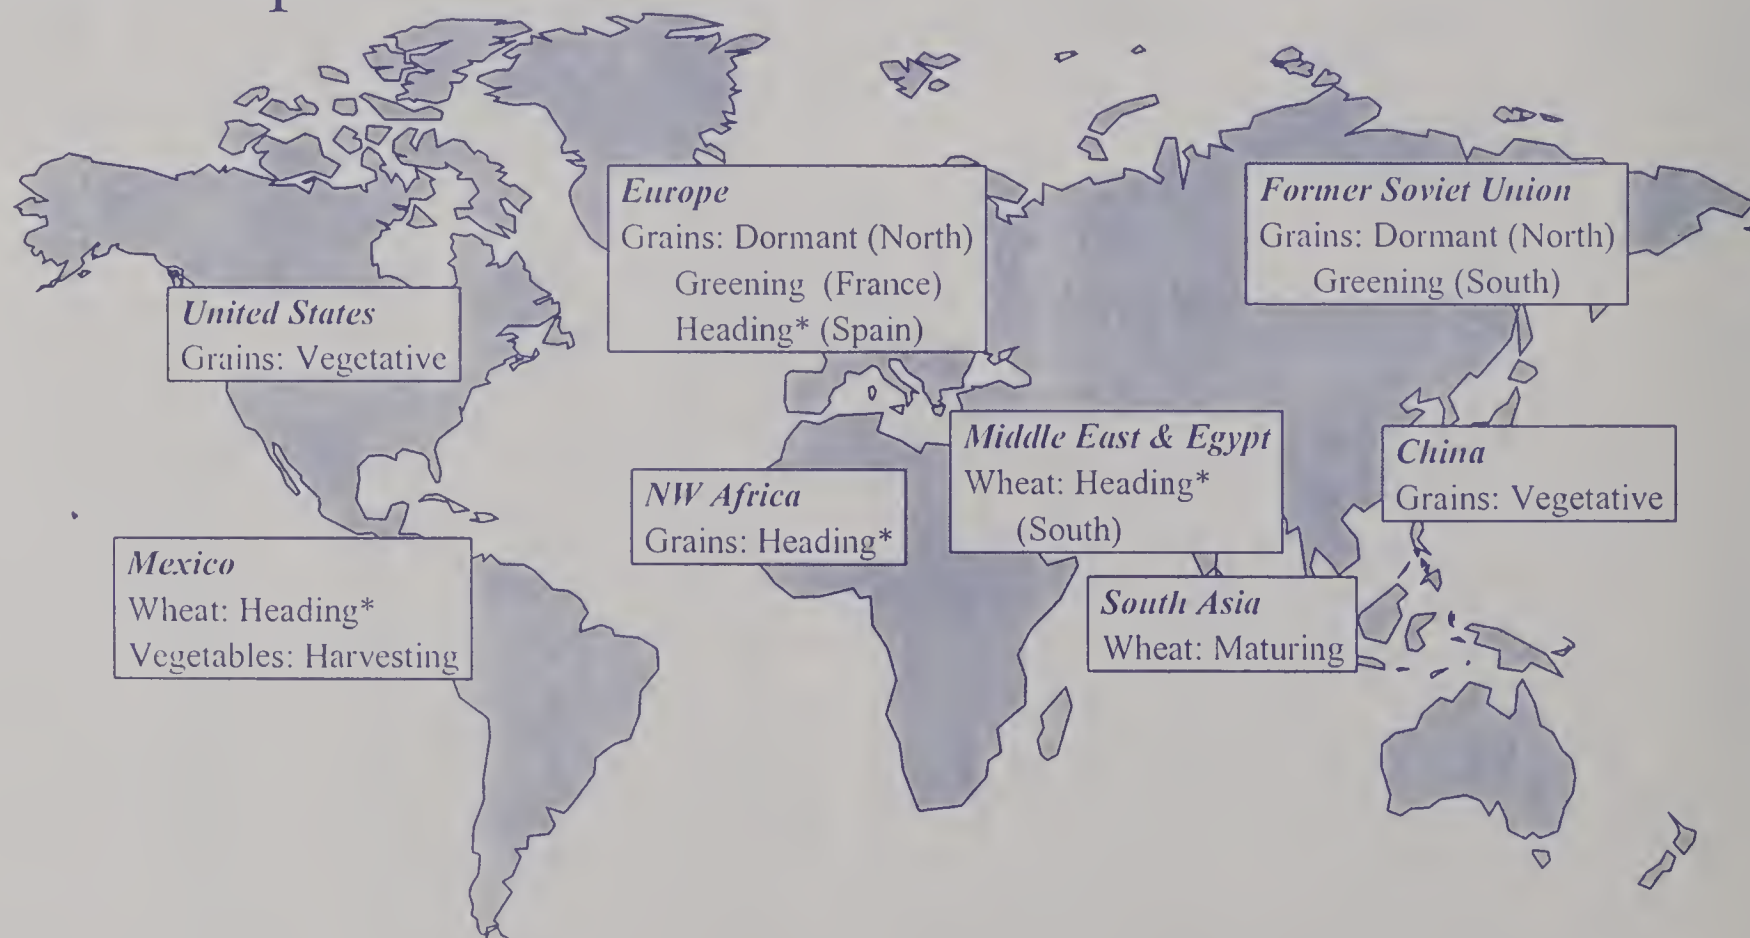 Europe
Grains: Dormant (North)
Greening (France)
Heading* (Spain)
Former Soviet Union
Grains: Dormant (North)
Greening (South)
United States
Grains: Vegetative
Middle East & Egypt
Wheat: Heading*
(South)
China
Grains: Vegetative
NW Africa
Grains: Heading*
Mexico
Wheat: Heading*
Vegetables: Harvesting
South Asia
Wheat: Maturing